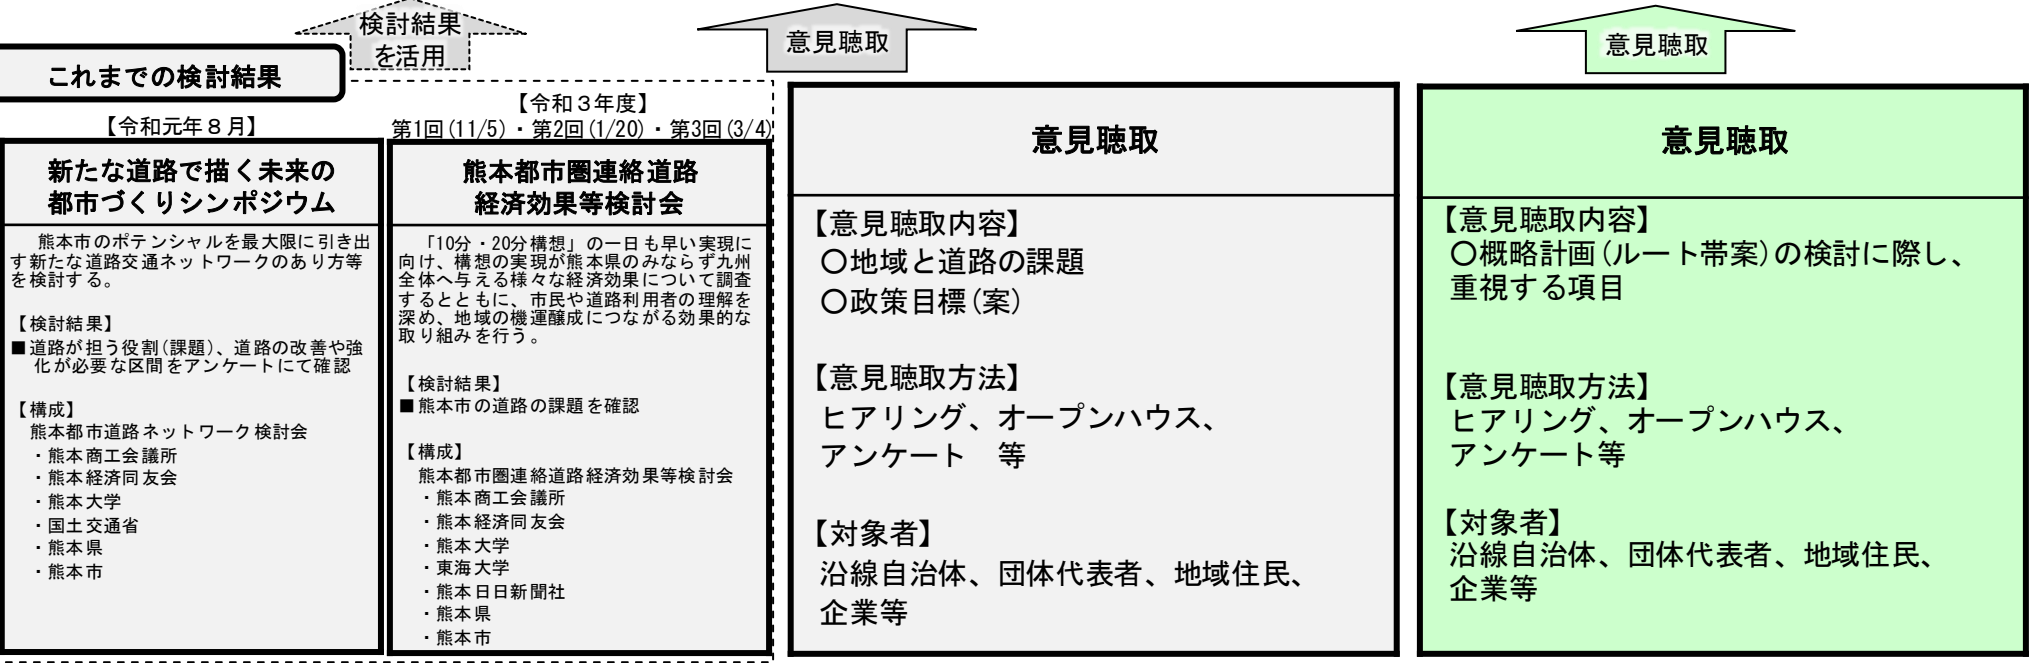 検討結果
を活用
意見聴取
意見聴取
これまでの検討結果
【令和元年８月】
新たな道路で描く未来の
都市づくりシンポジウム
熊本市のポテンシャルを最大限に引き出
す新たな道路交通ネットワークのあり方等
を検討する。
【検討結果】
■道路が担う役割(課題)、道路の改善や強
化が必要な区間をアンケートにて確認
【構成】
熊本都市道路ネットワーク検討会
・熊本商工会議所
・熊本経済同友会
・熊本大学
・国土交通省
・熊本県
・熊本市
【令和３年度】
第1回(11/5)・第2回(1/20)・第3回(3/4)
熊本都市圏連絡道路
経済効果等検討会
「10分・20分構想」の一日も早い実現に
向け、構想の実現が熊本県のみならず九州
全体へ与える様々な経済効果について調査
するとともに、市民や道路利用者の理解を
深め、地域の機運醸成につながる効果的な
取り組みを行う。
【検討結果】
■熊本市の道路の課題を確認
【構成】
熊本都市圏連絡道路経済効果等検討会
・熊本商工会議所
・熊本経済同友会
・熊本大学
・東海大学
・熊本日日新聞社
・熊本県
・熊本市
意見聴取
【意見聴取内容】
〇地域と道路の課題
〇政策目標(案)
【意見聴取方法】
ヒアリング、オープンハウス、
アンケート　等
【対象者】
沿線自治体、団体代表者、地域住民、
企業等
意見聴取
【意見聴取内容】
〇概略計画(ルート帯案)の検討に際し、
重視する項目
【意見聴取方法】
ヒアリング、オープンハウス、
アンケート等
【対象者】
沿線自治体、団体代表者、地域住民、
企業等